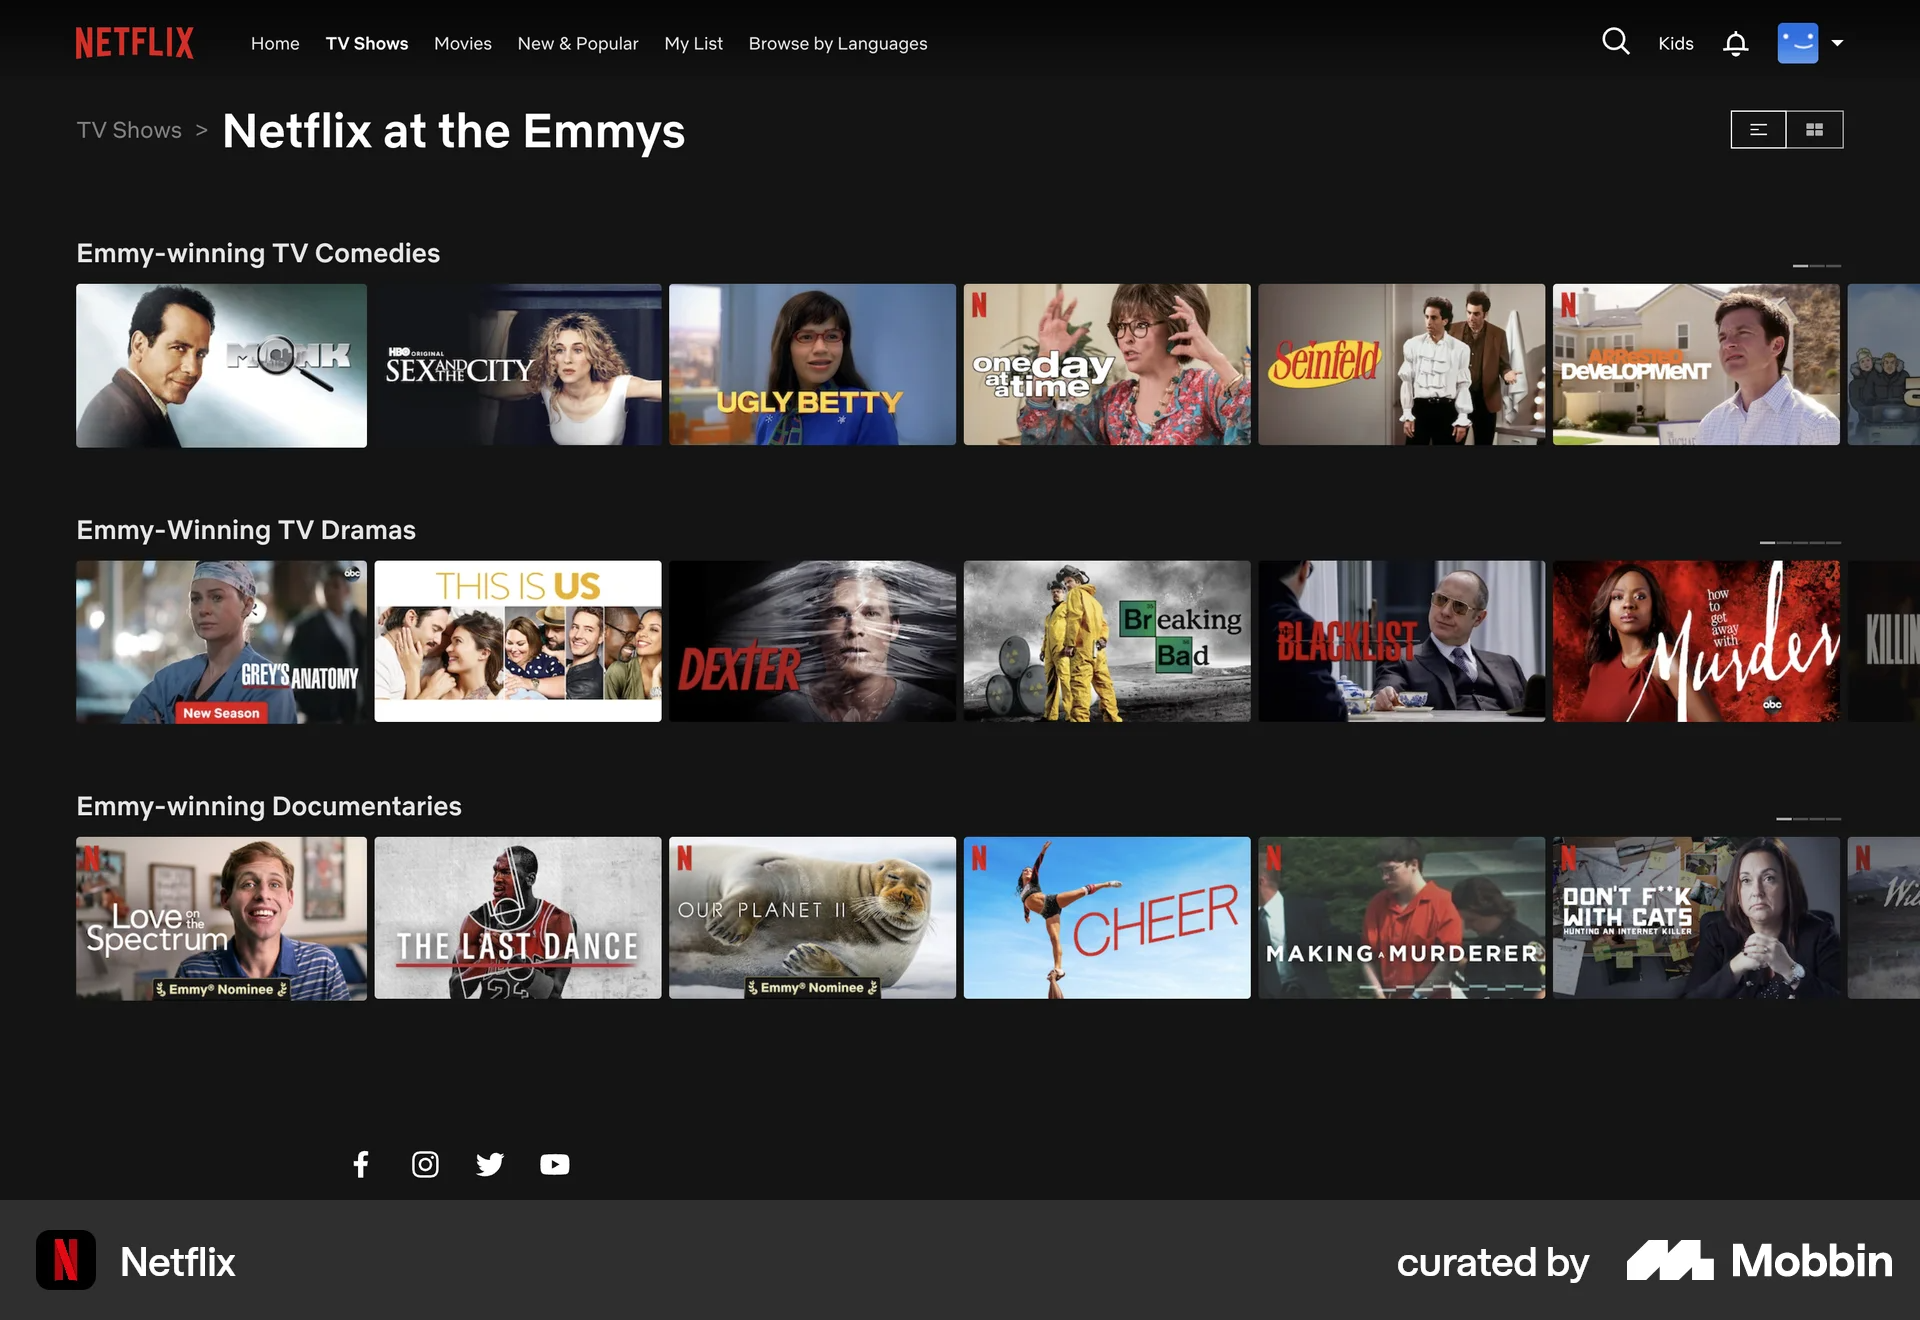 NETFLIX Home TV Shows Movies New & Popular My List Browse by Languages Kids
TV Shows > Netflix at the Emmys
Emmy-winning TV Comedies
MONK
HBO ORIGINAL
SEX AND THE CITY
UGLY BETTY
N
one day
at a time
Seinfeld
N
ARRESTED
DeVeLOPMeNT
Emmy-Winning TV Dramas
abc
GREY'S ANATOMY
New Season
THIS IS US
DEXTER
Breaking
Bad
THE BLACKLIST
how
to
get
away
with
Murder
abc
KILLIN
Emmy-winning Documentaries
N
Love on the
Spectrum
Emmy® Nominee
THE LAST DANCE
23
N
OUR PLANET II
Emmy® Nominee
N
CHEER
N
MAKING A MURDERER
N
DON'T F**K
WITH CATS
HUNTING AN INTERNET KILLER
N
Netflix
curated by Mobbin